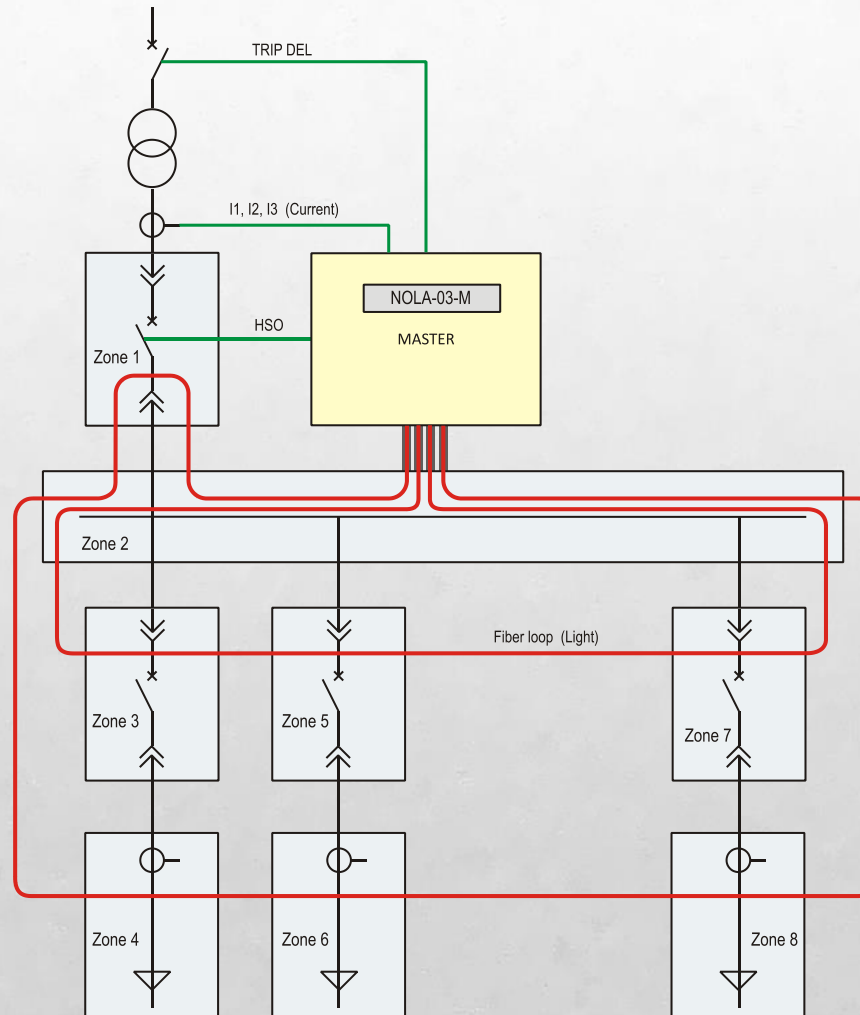 TRIP DEL
I1, I2, I3 (Current)
NOLA-03-M
HSO
MASTER
Zone 1
Zone 2
Fiber loop (Light)
Zone 3
Zone 5
Zone 7
Zone 4
Zone 6
Zone 8